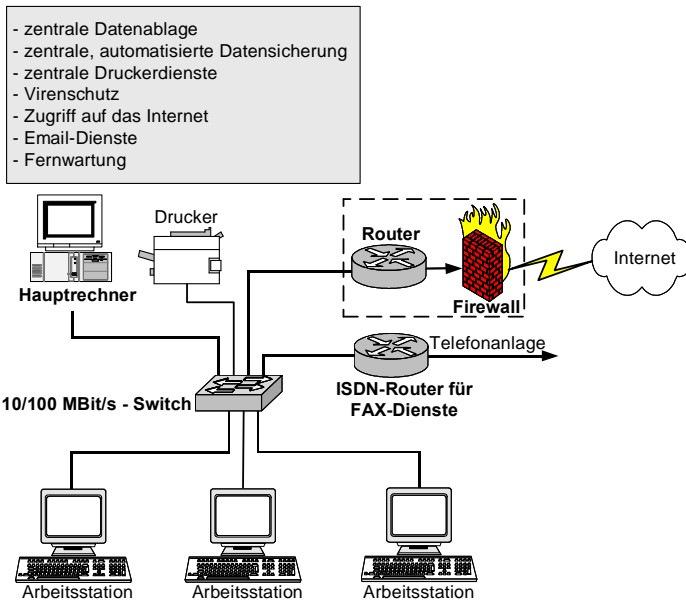 - zentrale Datenablage
- zentrale, automatisierte Datensicherung
- zentrale Druckerdienste
- Virenschutz
- Zugriff auf das Internet
- Email-Dienste
- Fernwartung
Drucker
Router
Internet
Hauptrechner
Firewall
Telefonanlage
ISDN-Router für
FAX-Dienste
10/100 MBit/s - Switch
Arbeitsstation
Arbeitsstation
Arbeitsstation